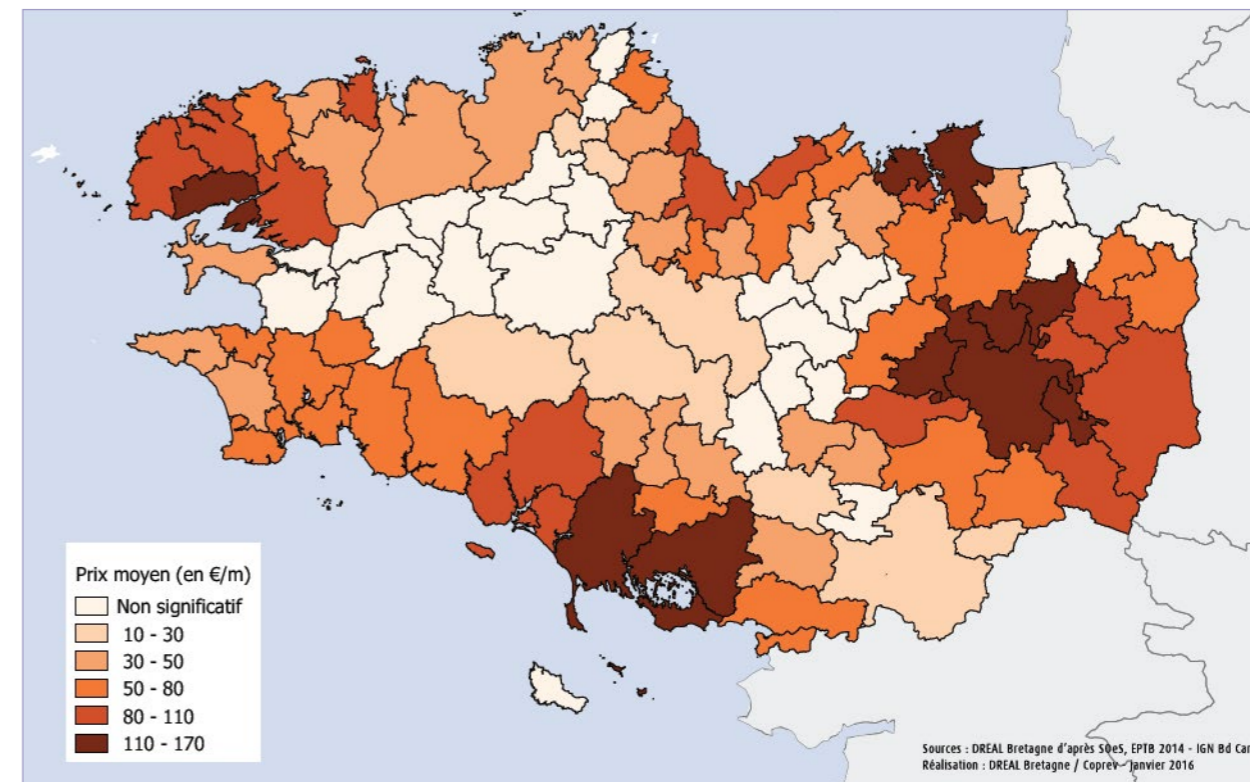 Prix moyen (en €/m)
Non significatif
10 - 30
30 - 50
50 - 80
80 - 110
110 - 170
Sources : DREAL Bretagne d'après SOeS, EPTB 2014 - IGN Bd Car
Réalisation : DREAL Bretagne / Coprev - Janvier 2016